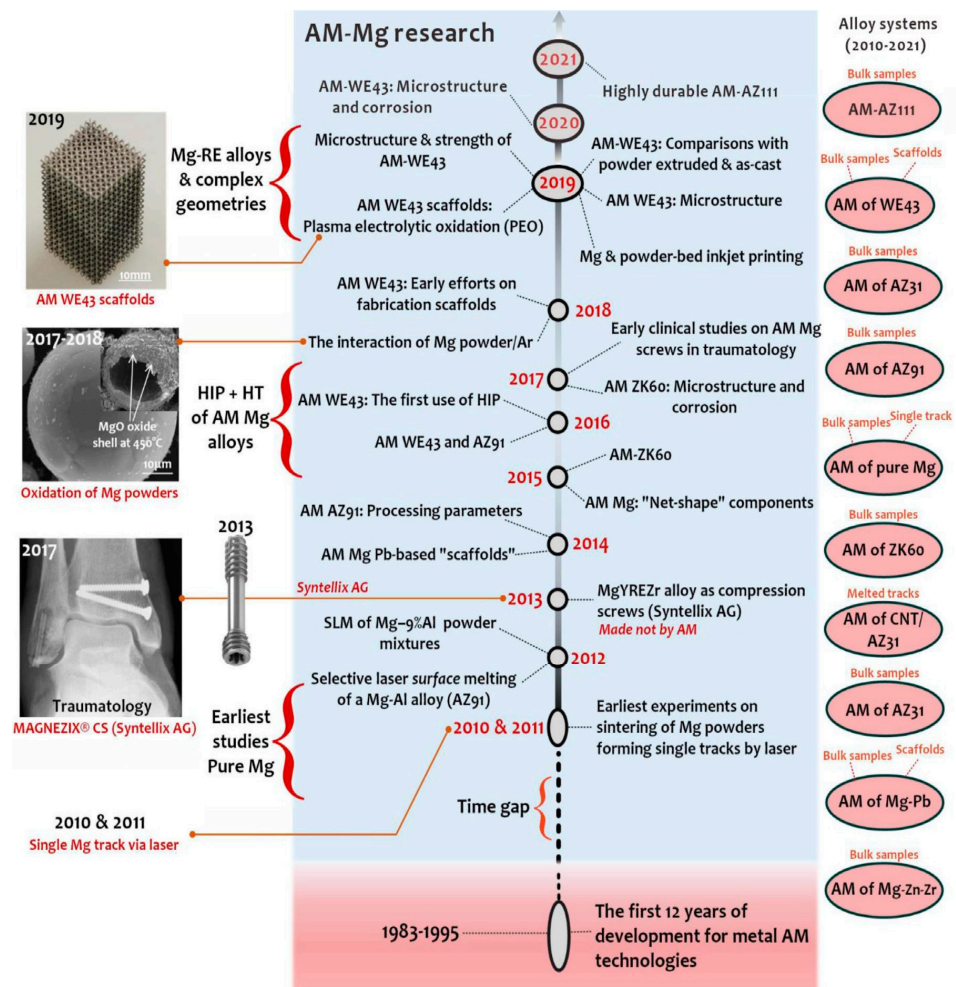 AM-Mg research
Alloy systems
(2010-2021)
2021
Highly durable AM-AZ111
AM-WE43: Microstructure
and corrosion
2020
2019
Mg-RE alloys
& complex
geometries
Microstructure & strength of
AM-WE43
AM-WE43: Comparisons with
powder extruded & as-cast
2019
AM WE43: Microstructure
AM WE43 scaffolds:
Plasma electrolytic oxidation (PEO)
Mg & powder-bed inkjet printing
10mm
AM WE43 scaffolds
AM WE43: Early efforts on
fabrication scaffolds
2018
The interaction of Mg powder/Ar
2017-2018
MgO oxide
shell at 450°C
10µm
Oxidation of Mg powders
HIP + HT
of AM Mg
alloys
Early clinical studies on AM Mg
screws in traumatology
2017
AM ZK60: Microstructure and
corrosion
AM WE43: The first use of HIP
2016
AM WE43 and AZ91
AM-ZK60
2015
AM Mg: "Net-shape" components
AM AZ91: Processing parameters
2014
AM Mg Pb-based "scaffolds"
2017
2013
Syntellix AG
2013
MgYREZr alloy as compression
screws (Syntellix AG)
Made not by AM
SLM of Mg–9%Al powder
mixtures
2012
Selective laser surface melting
of a Mg-Al alloy (AZ91)
Traumatology
MAGNEZIX® CS (Syntellix AG)
Earliest
studies
Pure Mg
2010 & 2011
Earliest experiments on
sintering of Mg powders
forming single tracks by laser
Time gap
2010 & 2011
Single Mg track via laser
1983-1995
The first 12 years of
development for metal AM
technologies
Bulk samples
AM-AZ111
Bulk samples
Scaffolds
AM of WE43
Bulk samples
AM of AZ31
Bulk samples
AM of AZ91
Bulk samples
Single track
AM of pure Mg
Bulk samples
AM of ZK60
Melted tracks
AM of CNT/
AZ31
Bulk samples
AM of AZ31
Bulk samples
Scaffolds
AM of Mg-Pb
Bulk samples
AM of Mg-Zn-Zr